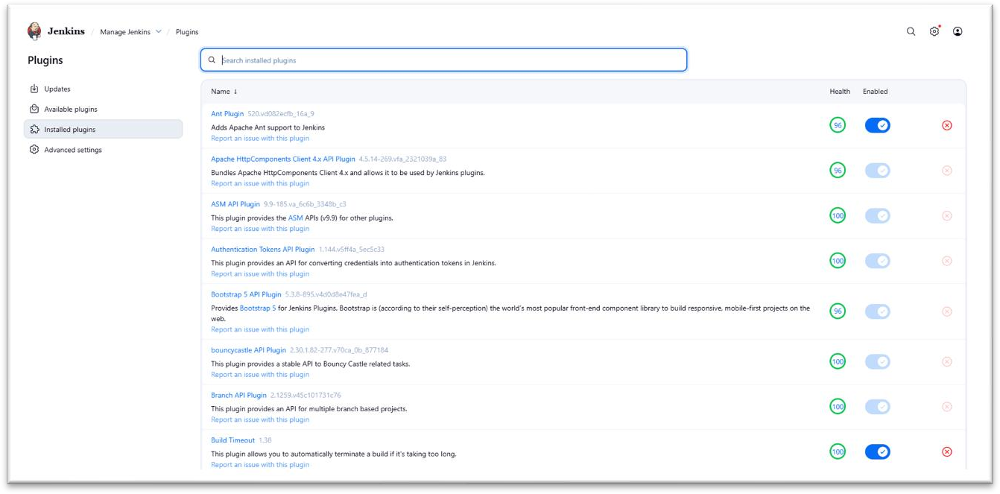 Jenkins / Manage Jenkins / Plugins
Plugins
Search installed plugins
Updates
Available plugins
Installed plugins
Advanced settings
Name ↓ Health Enabled
Ant Plugin 520.vd082ecfb_16a_9
Adds Apache Ant support to Jenkins
Report an issue with this plugin
96
Apache HttpComponents Client 4.x API Plugin 4.5.14-269.vfa_2321039a_83
Bundles Apache HttpComponents Client 4.x and allows it to be used by Jenkins plugins.
Report an issue with this plugin
96
ASM API Plugin 9.9-185.va_6c6b_3348b_c3
This plugin provides the ASM APIs (v9.9) for other plugins.
Report an issue with this plugin
100
Authentication Tokens API Plugin 1.144.v5ff4a_5ec5c33
This plugin provides an API for converting credentials into authentication tokens in Jenkins.
Report an issue with this plugin
100
Bootstrap 5 API Plugin 5.3.8-895.v4d0d8e47fea_d
Provides Bootstrap 5 for Jenkins Plugins. Bootstrap is (according to their self-perception) the world's most popular front-end component library to build responsive, mobile-first projects on the
web.
Report an issue with this plugin
96
bouncycastle API Plugin 2.30.1.82-277.v70ca_0b_877184
This plugin provides a stable API to Bouncy Castle related tasks.
Report an issue with this plugin
100
Branch API Plugin 2.1259.v45c101731c76
This plugin provides an API for multiple branch based projects.
Report an issue with this plugin
100
Build Timeout 1.38
This plugin allows you to automatically terminate a build if it's taking too long.
Report an issue with this plugin
100